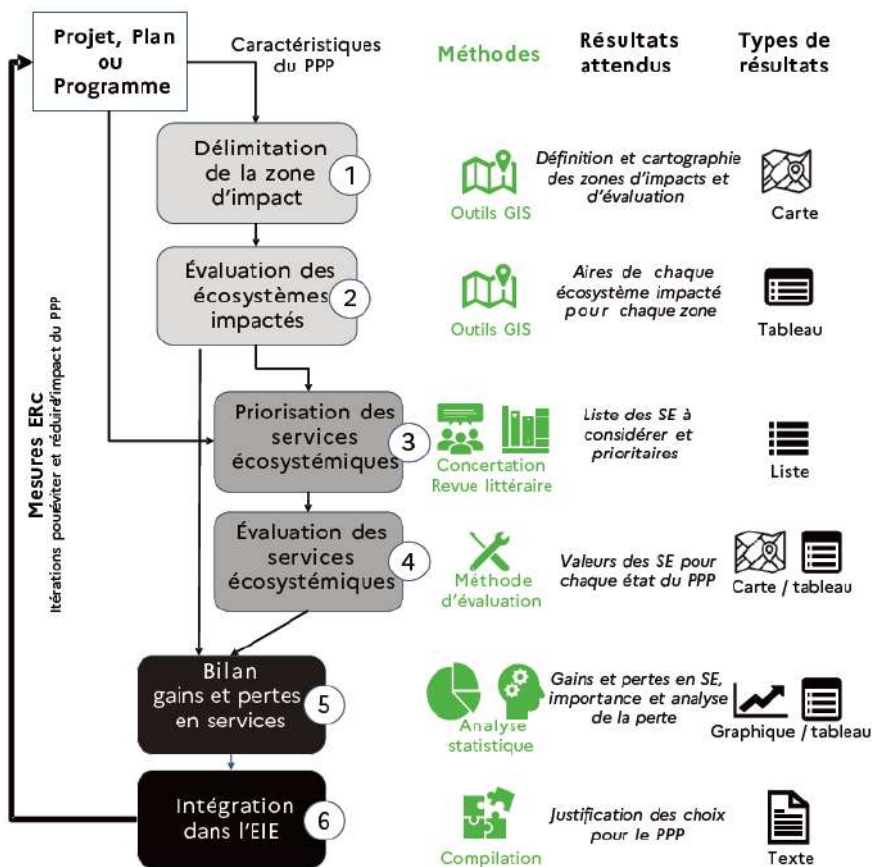 Projet, Plan
ou
Programme
Caractéristiques
du PPP
Méthodes
Résultats
attendus
Types de
résultats
Délimitation
de la zone
d'impact
1
Outils GIS
Définition et cartographie
des zones d'impacts et
d'évaluation
Carte
Évaluation des
écosystèmes
impactés
2
Outils GIS
Aires de chaque
écosystème impacté
pour chaque zone
Tableau
Priorisation des
services
écosystémiques
3
Concertation
Revue littéraire
Liste des SE à
considérer et
prioritaires
Liste
Évaluation des
services
écosystémiques
4
Méthode
d'évaluation
Valeurs des SE pour
chaque état du PPP
Carte / tableau
Bilan
gains et pertes
en services
5
Analyse
statistique
Gains et pertes en SE,
importance et analyse
de la perte
Graphique / tableau
Intégration
dans l'EIE
6
Compilation
Justification des choix
pour le PPP
Texte
Mesures ERc
Itérations pouréviter et réduire l'impact du PPP